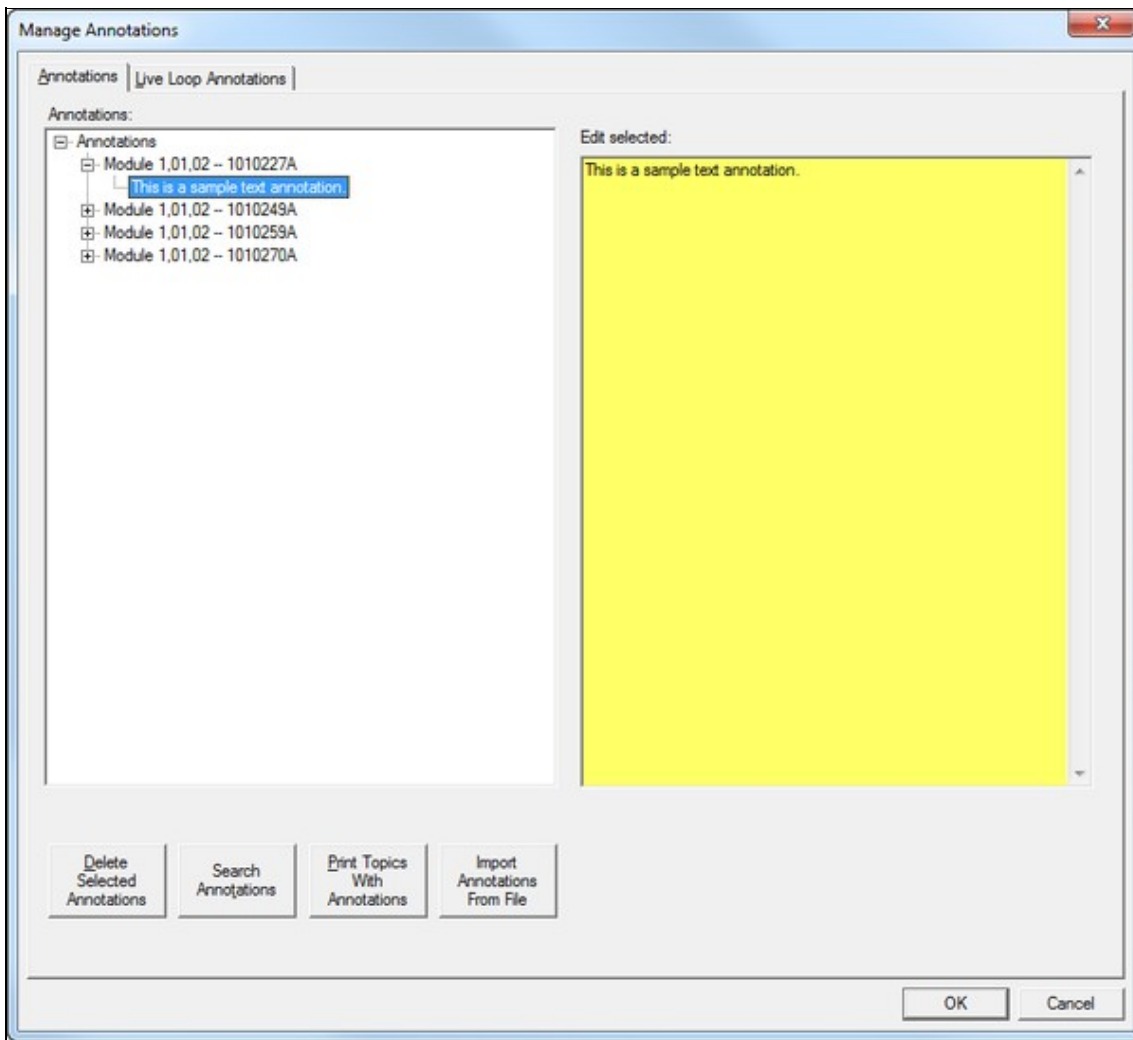 Manage Annotations
Annotations
Live Loop Annotations
Annotations:
Annotations
Module 1,01,02 -- 1010227A
This is a sample text annotation.
Module 1,01,02 -- 1010249A
Module 1,01,02 -- 1010259A
Module 1,01,02 -- 1010270A
Edit selected:
This is a sample text annotation.
Delete
Selected
Annotations
Search
Annotations
Print Topics
With
Annotations
Import
Annotations
From File
OK
Cancel